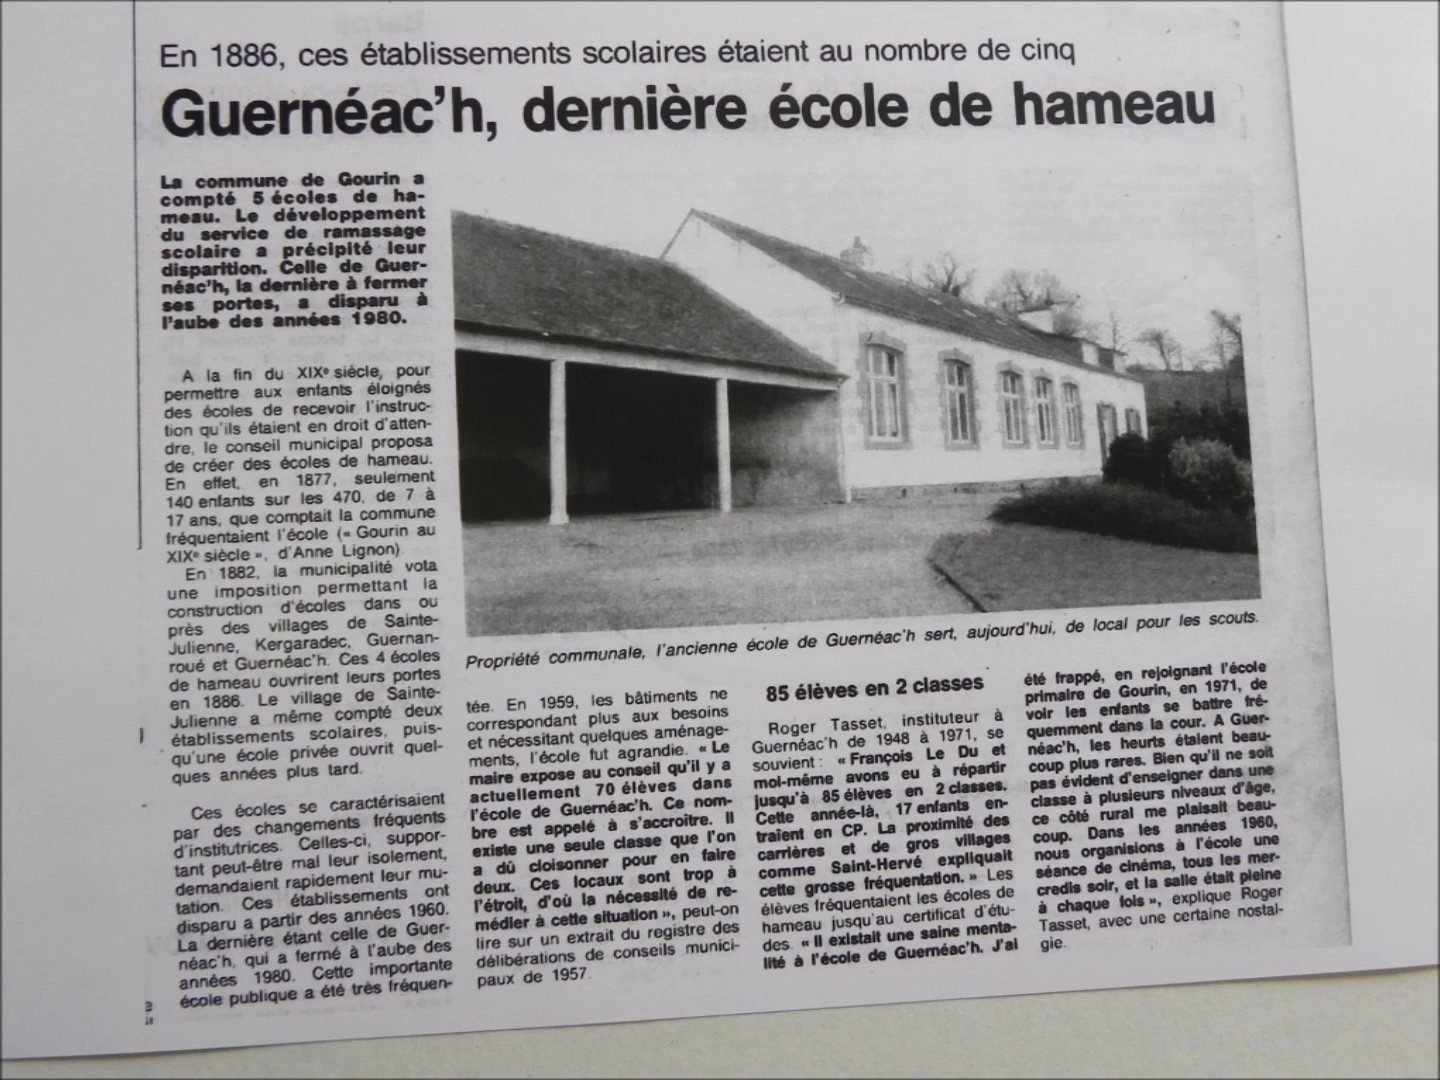 En 1886, ces établissements scolaires étaient au nombre de cinq
Guernéac'h, dernière école de hameau
La commune de Gourin a
compté 5 écoles de ha-
meau. Le développement
du service de ramassage
scolaire a précipité leur
disparition. Celle de Guer-
néac'h, la dernière à fermer
ses portes, a disparu à
l'aube des années 1980.
A la fin du XIXe siècle, pour
permettre aux enfants éloignés
des écoles de recevoir l'instruc-
tion qu'ils étaient en droit d'atten-
dre, le conseil municipal proposa
de créer des écoles de hameau.
En effet, en 1877, seulement
140 enfants sur les 470, de 7 à
17 ans, que comptait la commune
fréquentaient l'école (« Gourin au
XIXe siècle », d'Anne Lignon).
En 1882, la municipalité vota
une imposition permettant la
construction d'écoles dans ou
près des villages de Sainte-
Julienne, Kergaradec, Guernan-
roué et Guernéac'h. Ces 4 écoles
de hameau ouvrirent leurs portes
en 1886. Le village de Sainte-
Julienne a même compté deux
établissements scolaires, puis-
qu'une école privée ouvrit quel-
ques années plus tard.
Ces écoles se caractérisaient
par des changements fréquents
d'institutrices. Celles-ci, suppor-
tant peut-être mal leur isolement,
demandaient rapidement leur mu-
tation. Ces établissements ont
disparu a partir des années 1960.
La dernière étant celle de Guer-
néac'h, qui a fermé à l'aube des
années 1980. Cette importante
école publique a été très fréquen-
Propriété communale, l'ancienne école de Guernéac'h sert, aujourd'hui, de local pour les scouts.
tée. En 1959, les bâtiments ne
correspondant plus aux besoins
et nécessitant quelques aménage-
ments, l'école fut agrandie. « Le
maire expose au conseil qu'il y a
actuellement 70 élèves dans
l'école de Guernéac'h. Ce nom-
bre est appelé à s'accroître. Il
existe une seule classe que l'on
a dû cloisonner pour en faire
deux. Ces locaux sont trop à
l'étroit, d'où la nécessité de re-
médier à cette situation », peut-on
lire sur un extrait du registre des
délibérations de conseils munici-
paux de 1957.
85 élèves en 2 classes
Roger Tasset, instituteur à
Guernéac'h de 1948 à 1971, se
souvient : « François Le Du et
moi-même avons eu à répartir
jusqu'à 85 élèves en 2 classes.
Cette année-là, 17 enfants en-
traient en CP. La proximité des
carrières et de gros villages
comme Saint-Hervé expliquait
cette grosse fréquentation. » Les
élèves fréquentaient les écoles de
hameau jusqu'au certificat d'étu-
des. « Il existait une saine menta-
lité à l'école de Guernéac'h. J'ai
été frappé, en rejoignant l'école
primaire de Gourin, en 1971, de
voir les enfants se battre fré-
quemment dans la cour. A Guer-
néac'h, les heurts étaient beau-
coup plus rares. Bien qu'il ne soit
pas évident d'enseigner dans une
classe à plusieurs niveaux d'âge,
ce côté rural me plaisait beau-
coup. Dans les années 1960,
nous organisions à l'école une
séance de cinéma, tous les mer-
credis soir, et la salle était pleine
à chaque fois », explique Roger
Tasset, avec une certaine nostal-
gie.